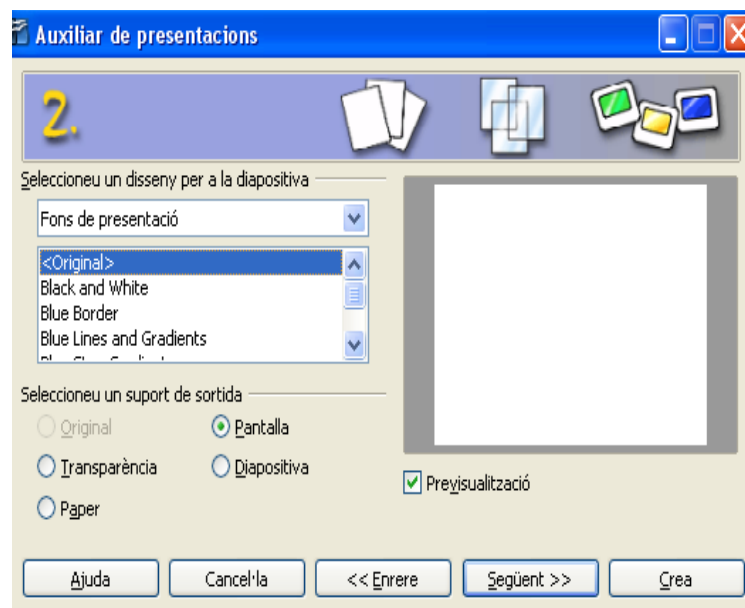 Auxiliar de presentacions
2.
Seleccioneu un disseny per a la diapositiva
Fons de presentació
<Original>
Black and White
Blue Border
Blue Lines and Gradients
Seleccioneu un suport de sortida
Original
Pantalla
Transparència
Diapositiva
Paper
Previsualització
Ajuda
Cancel·la
<< Enrere
Següent >>
Crea